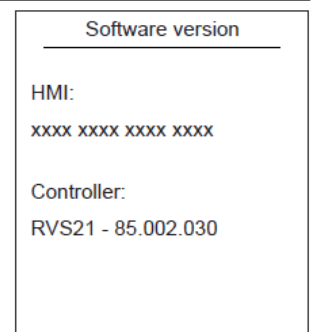 Software version
HMI:
xxxx xxxx xxxx xxxx
Controller:
RVS21 - 85.002.030